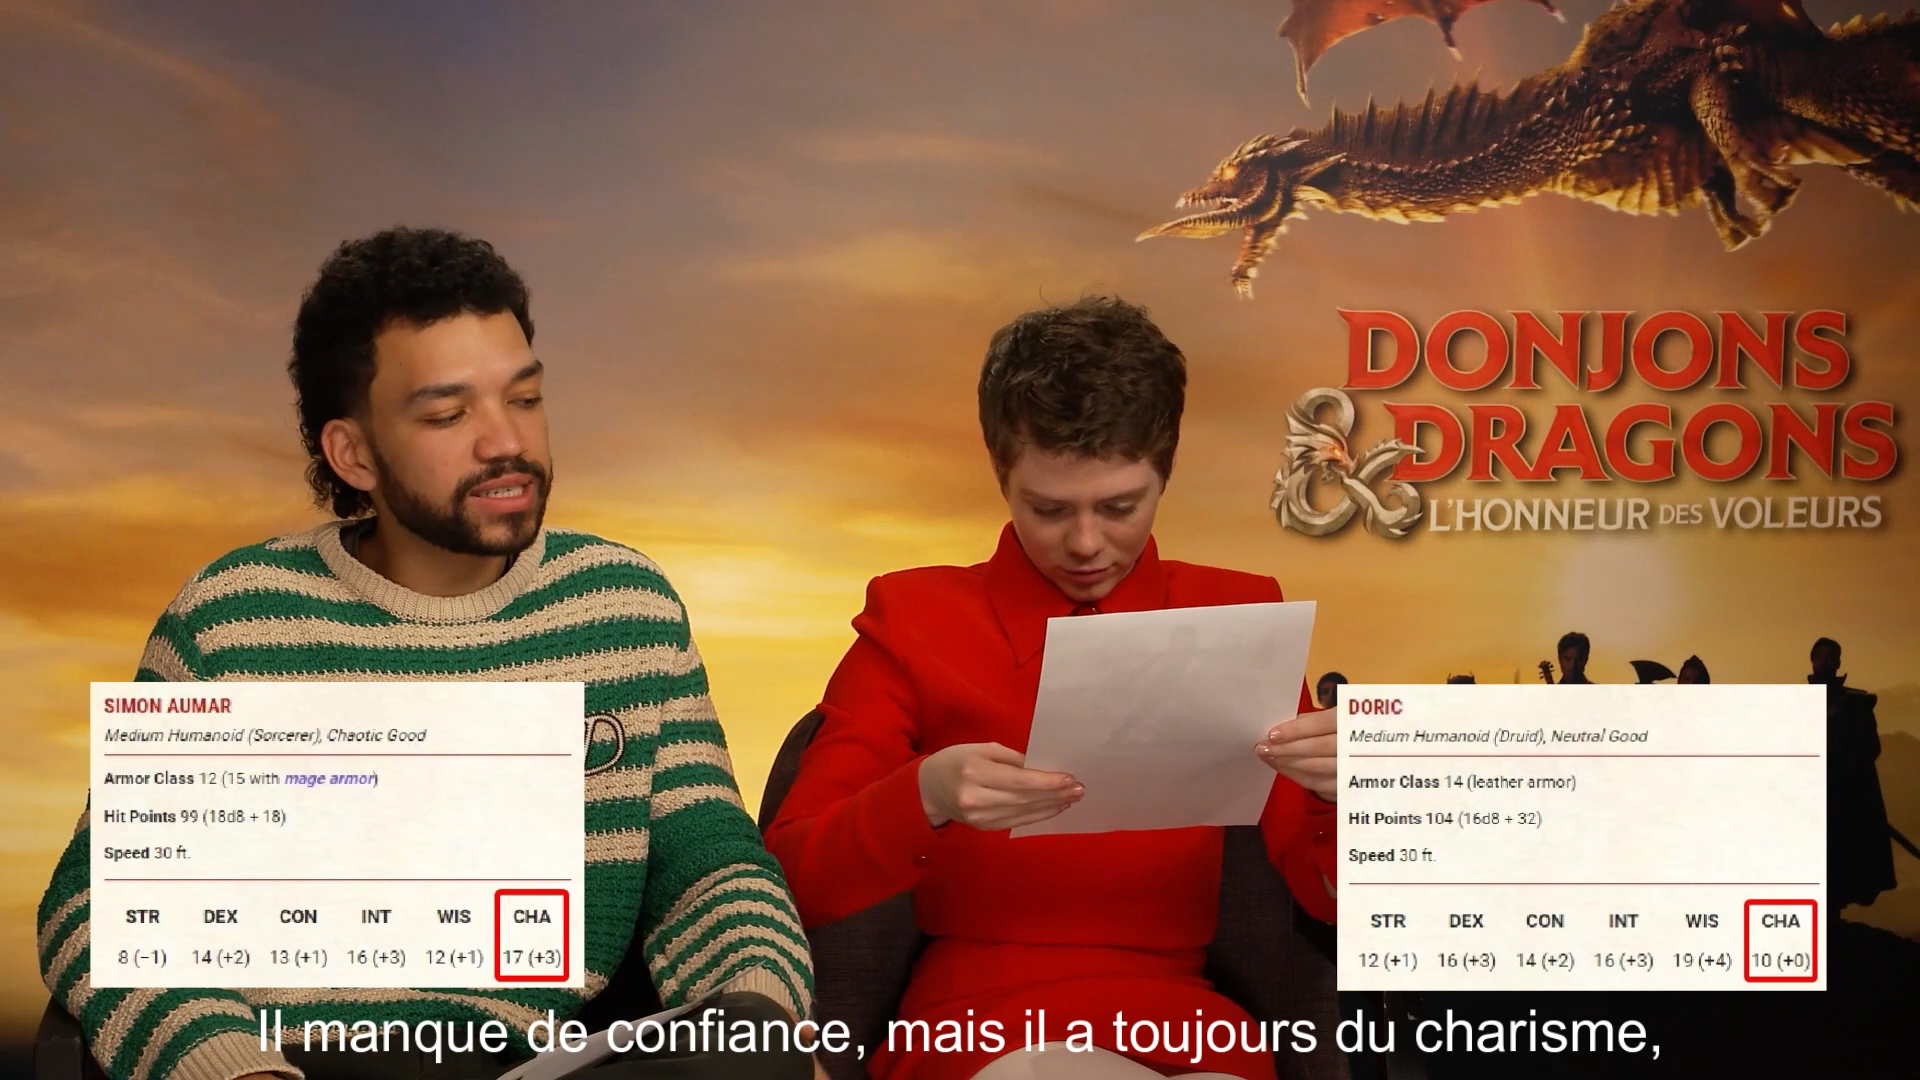 DONJONS
& DRAGONS
L'HONNEUR DES VOLEURS
SIMON AUMAR
Medium Humanoid (Sorcerer), Chaotic Good
Armor Class 12 (15 with mage armor)
Hit Points 99 (18d8 + 18)
Speed 30 ft.
STR DEX CON INT WIS CHA
8 (−1) 14 (+2) 13 (+1) 16 (+3) 12 (+1) 17 (+3)
DORIC
Medium Humanoid (Druid), Neutral Good
Armor Class 14 (leather armor)
Hit Points 104 (16d8 + 32)
Speed 30 ft.
STR DEX CON INT WIS CHA
12 (+1) 16 (+3) 14 (+2) 16 (+3) 19 (+4) 10 (+0)
Il manque de confiance, mais il a toujours du charisme,